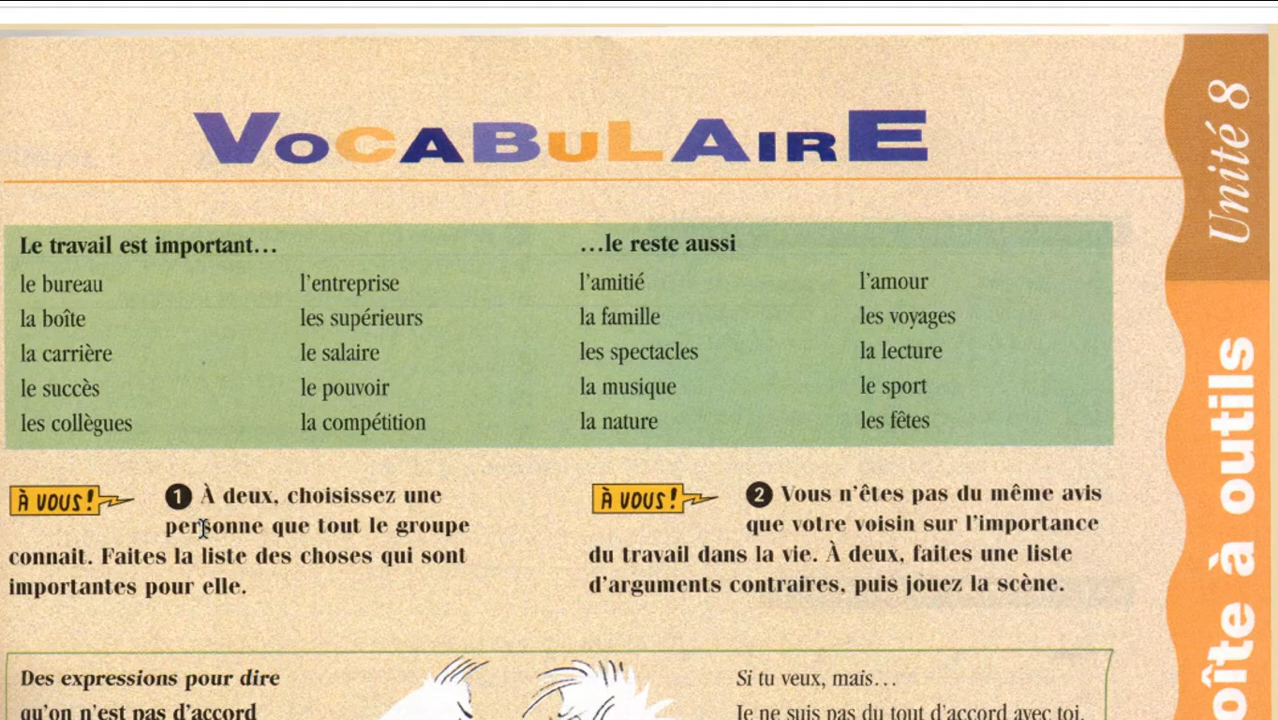 VOCABULAIRE
Unité 8
Le travail est important…
le bureau
la boîte
la carrière
le succès
les collègues
l'entreprise
les supérieurs
le salaire
le pouvoir
la compétition
…le reste aussi
l'amitié
la famille
les spectacles
la musique
la nature
l'amour
les voyages
la lecture
le sport
les fêtes
À VOUS!
1 À deux, choisissez une
personne que tout le groupe
connait. Faites la liste des choses qui sont
importantes pour elle.
À VOUS!
2 Vous n'êtes pas du même avis
que votre voisin sur l'importance
du travail dans la vie. À deux, faites une liste
d'arguments contraires, puis jouez la scène.
Des expressions pour dire
qu'on n'est pas d'accord
Si tu veux, mais…
Je ne suis pas du tout d'accord avec toi.
oîte à outils